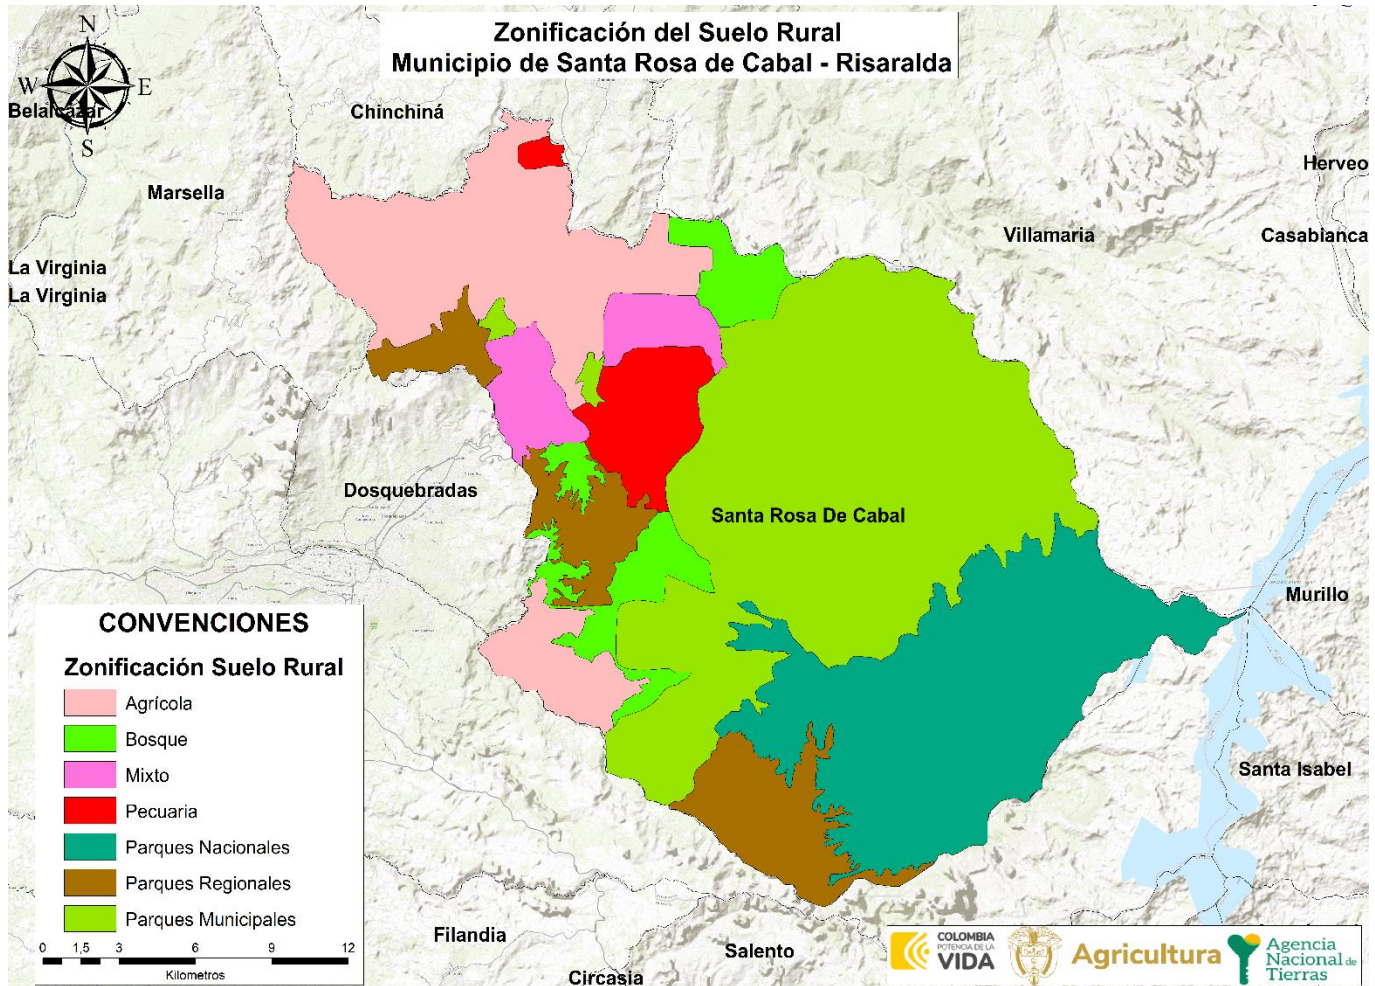 Zonificación del Suelo Rural
Municipio de Santa Rosa de Cabal - Risaralda
N
W
E
S
Belalcázar
Chinchiná
Marsella
Herveo
Villamaria
Casabianca
La Virginia
La Virginia
Dosquebradas
Santa Rosa De Cabal
Murillo
Santa Isabel
Filandia
Salento
Circasia
CONVENCIONES
Zonificación Suelo Rural
Agrícola
Bosque
Mixto
Pecuaria
Parques Nacionales
Parques Regionales
Parques Municipales
0 1,5 3 6 9 12
Kilometros
COLOMBIA
POTENCIA DE LA
VIDA
Agricultura
Agencia
Nacional de
Tierras